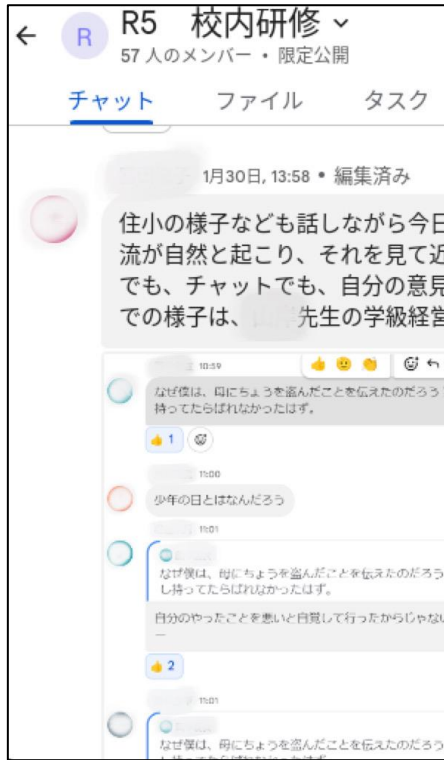 R5 校内研修
R
57 人のメンバー • 限定公開
チャット ファイル タスク
1月30日, 13:58 • 編集済み
住小の様子なども話しながら今日
流が自然と起こり、それを見て近
でも、チャットでも、自分の意見
での様子は、 先生の学級経営
10:59
なぜ僕は、母にちょうを盗んだことを伝えたのだろう
持ってたらばれなかったはず。
1
11:00
少年の日とはなんだろう
11:01
なぜ僕は、母にちょうを盗んだことを伝えたのだろう
し持ってたらばれなかったはず。
自分のやったことを悪いと自覚して行ったからじゃない
ー
2
11:01
なぜ僕は、母にちょうを盗んだことを伝えたのだろう